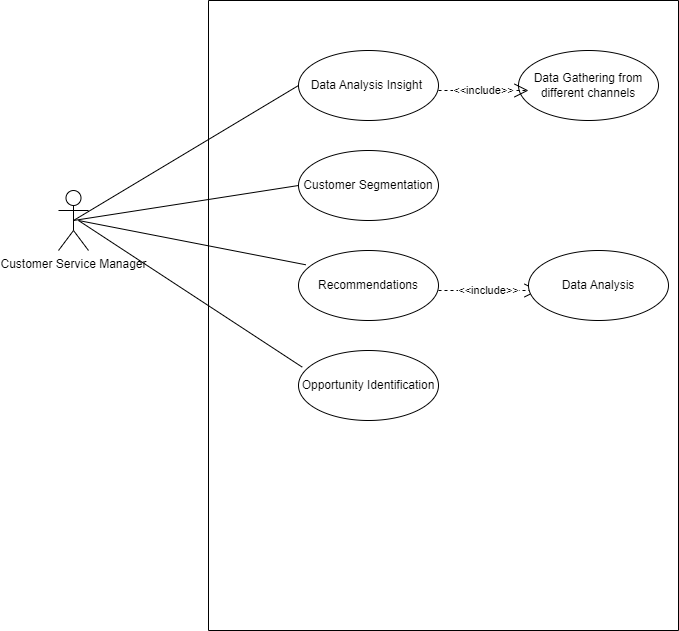 Data Analysis Insight
<<include>>
Data Gathering from
different channels
Customer Segmentation
Customer Service Manager
Recommendations
<<include>>
Data Analysis
Opportunity Identification